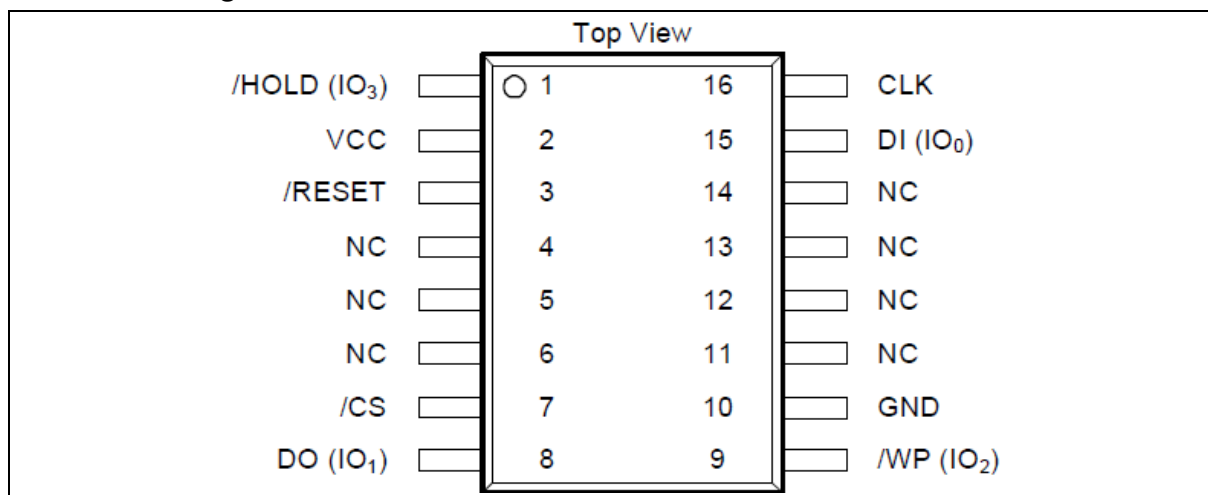 Top View
/HOLD (IO₃) 1 16 CLK
VCC 2 15 DI (IO₀)
/RESET 3 14 NC
NC 4 13 NC
NC 5 12 NC
NC 6 11 NC
/CS 7 10 GND
DO (IO₁) 8 9 /WP (IO₂)